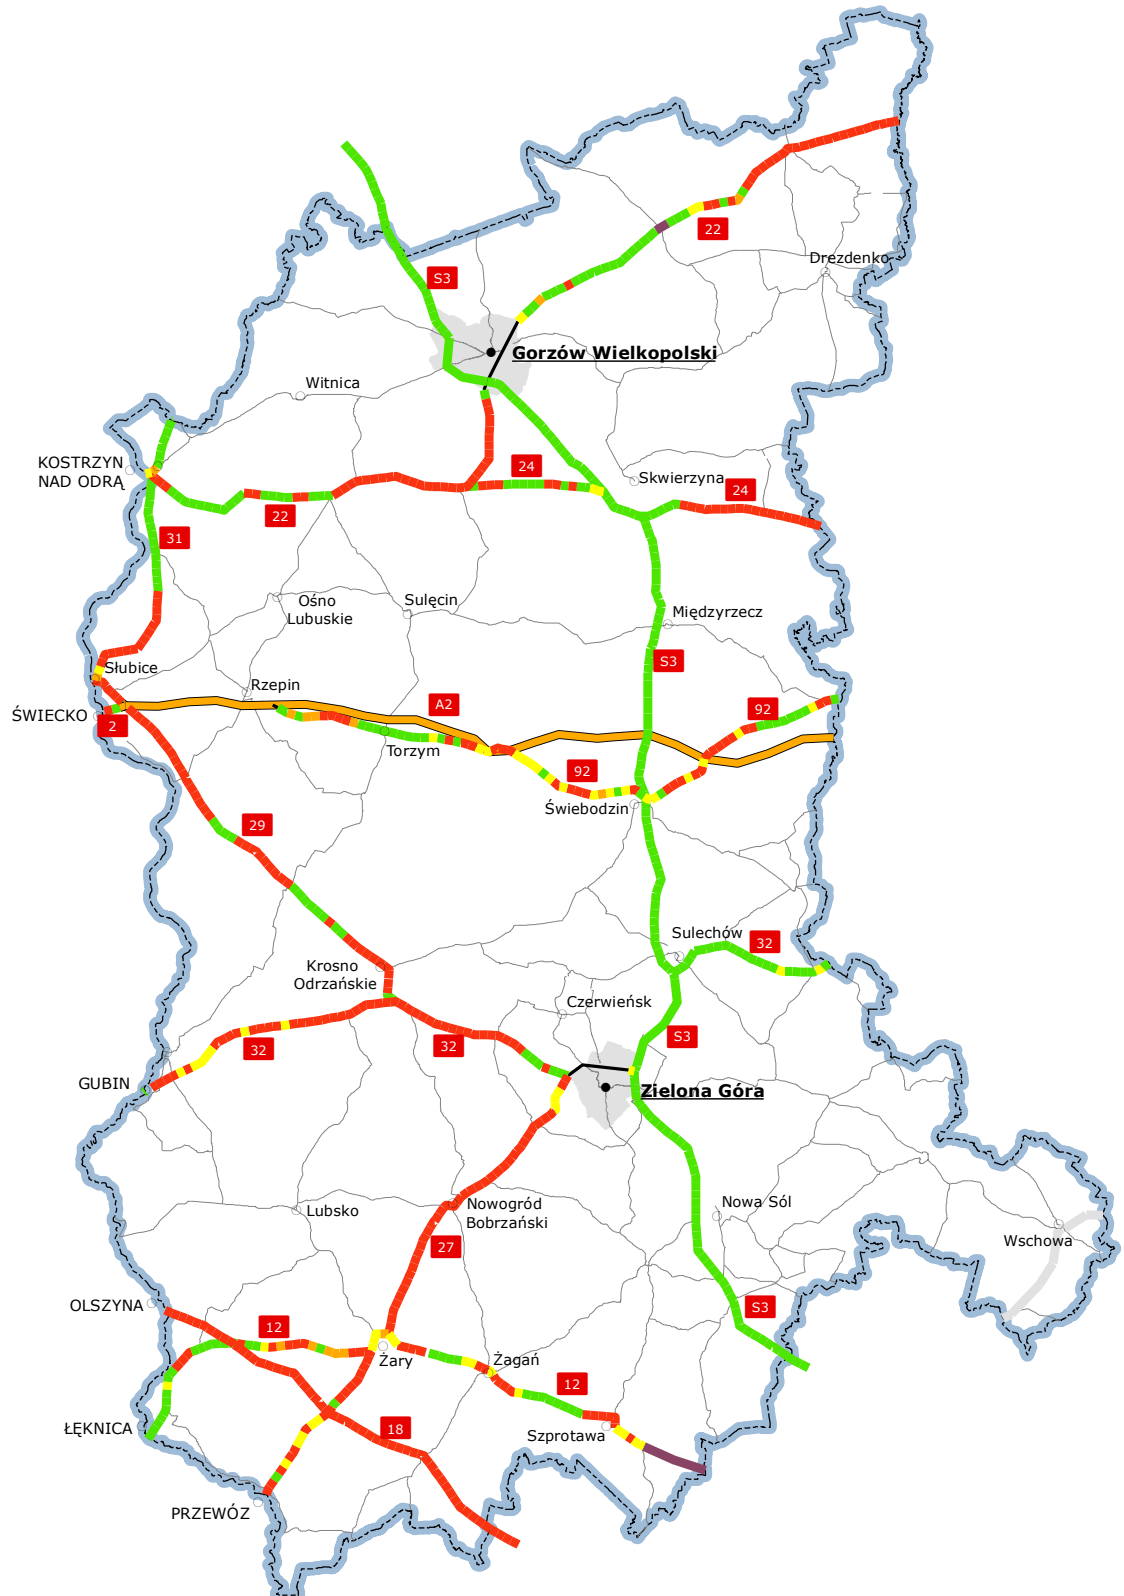 22
Drezdenko
S3
Gorzów Wielkopolski
Witnica
KOSTRZYN
NAD ODRĄ
24
Skwierzyna
24
22
31
Ośno
Lubuskie
Sulęcin
Międzyrzecz
S3
Słubice
Rzepin
A2
92
ŚWIECKO
2
Torzym
92
Świebodzin
29
Sulechów
32
Krosno
Odrzańskie
Czerwieńsk
S3
32
32
GUBIN
Zielona Góra
Nowogród
Bobrzański
Nowa Sól
Lubsko
Wschowa
27
OLSZYNA
S3
12
Żary
Żagań
12
ŁĘKNICA
18
Szprotawa
PRZEWÓZ